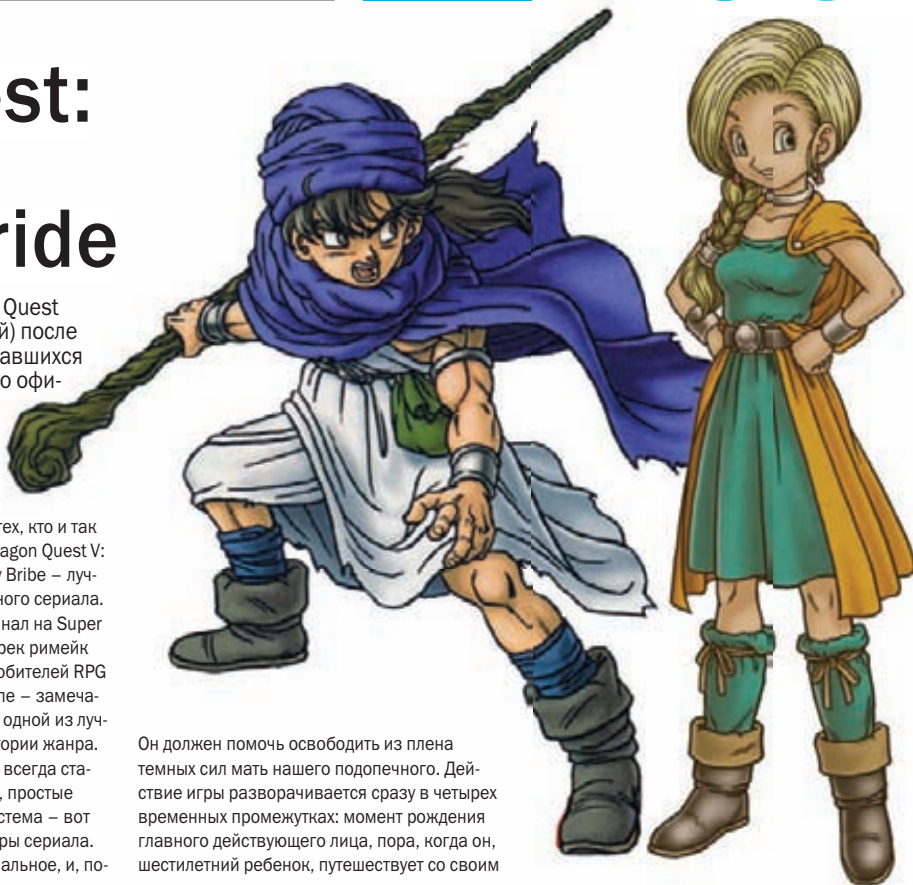 est:
ride
Quest
й) после
авшихся
о офи-
тех, кто и так
agon Quest V:
y Bribe – луч-
ного сериала.
нал на Super
рек римейк
обителей RPG
ле – замеча-
одной из луч-
тории жанра.
всегда ста-
, простые
стема – вот
ры сериала.
альное, и, по-
Он должен помочь освободить из плена
темных сил мать нашего подопечного. Дей-
ствие игры разворачивается сразу в четырех
временных промежутках: момент рождения
главного действующего лица, пора, когда он,
шестилетний ребенок, путешествует со своим